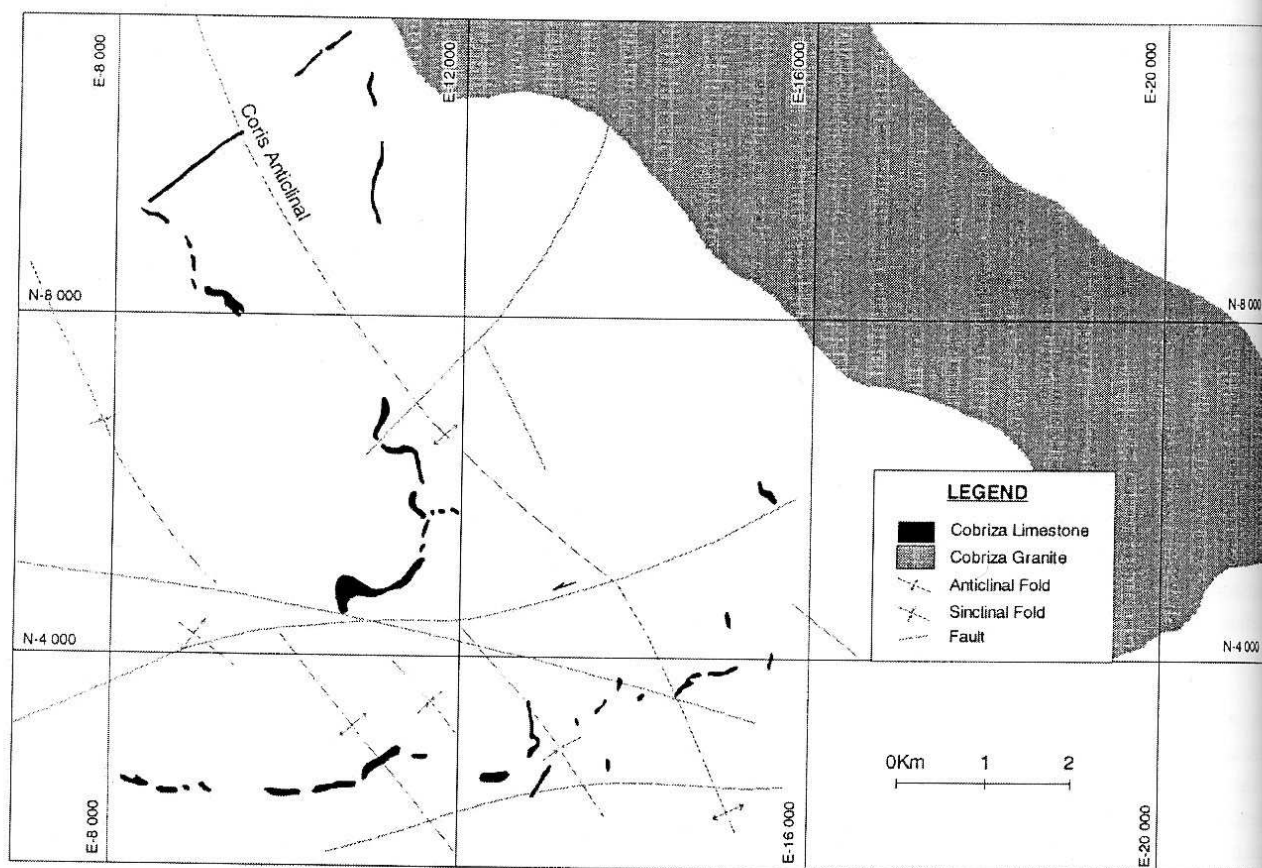 E-8 000
E-12 000
E-16 000
E-20 000
Coris Anticlinal
N-8 000
N-8 000
LEGEND
Cobriza Limestone
Cobriza Granite
Anticlinal Fold
Sinclinal Fold
Fault
N-4 000
N-4 000
0Km 1 2
E-8 000
E-16 000
E-20 000